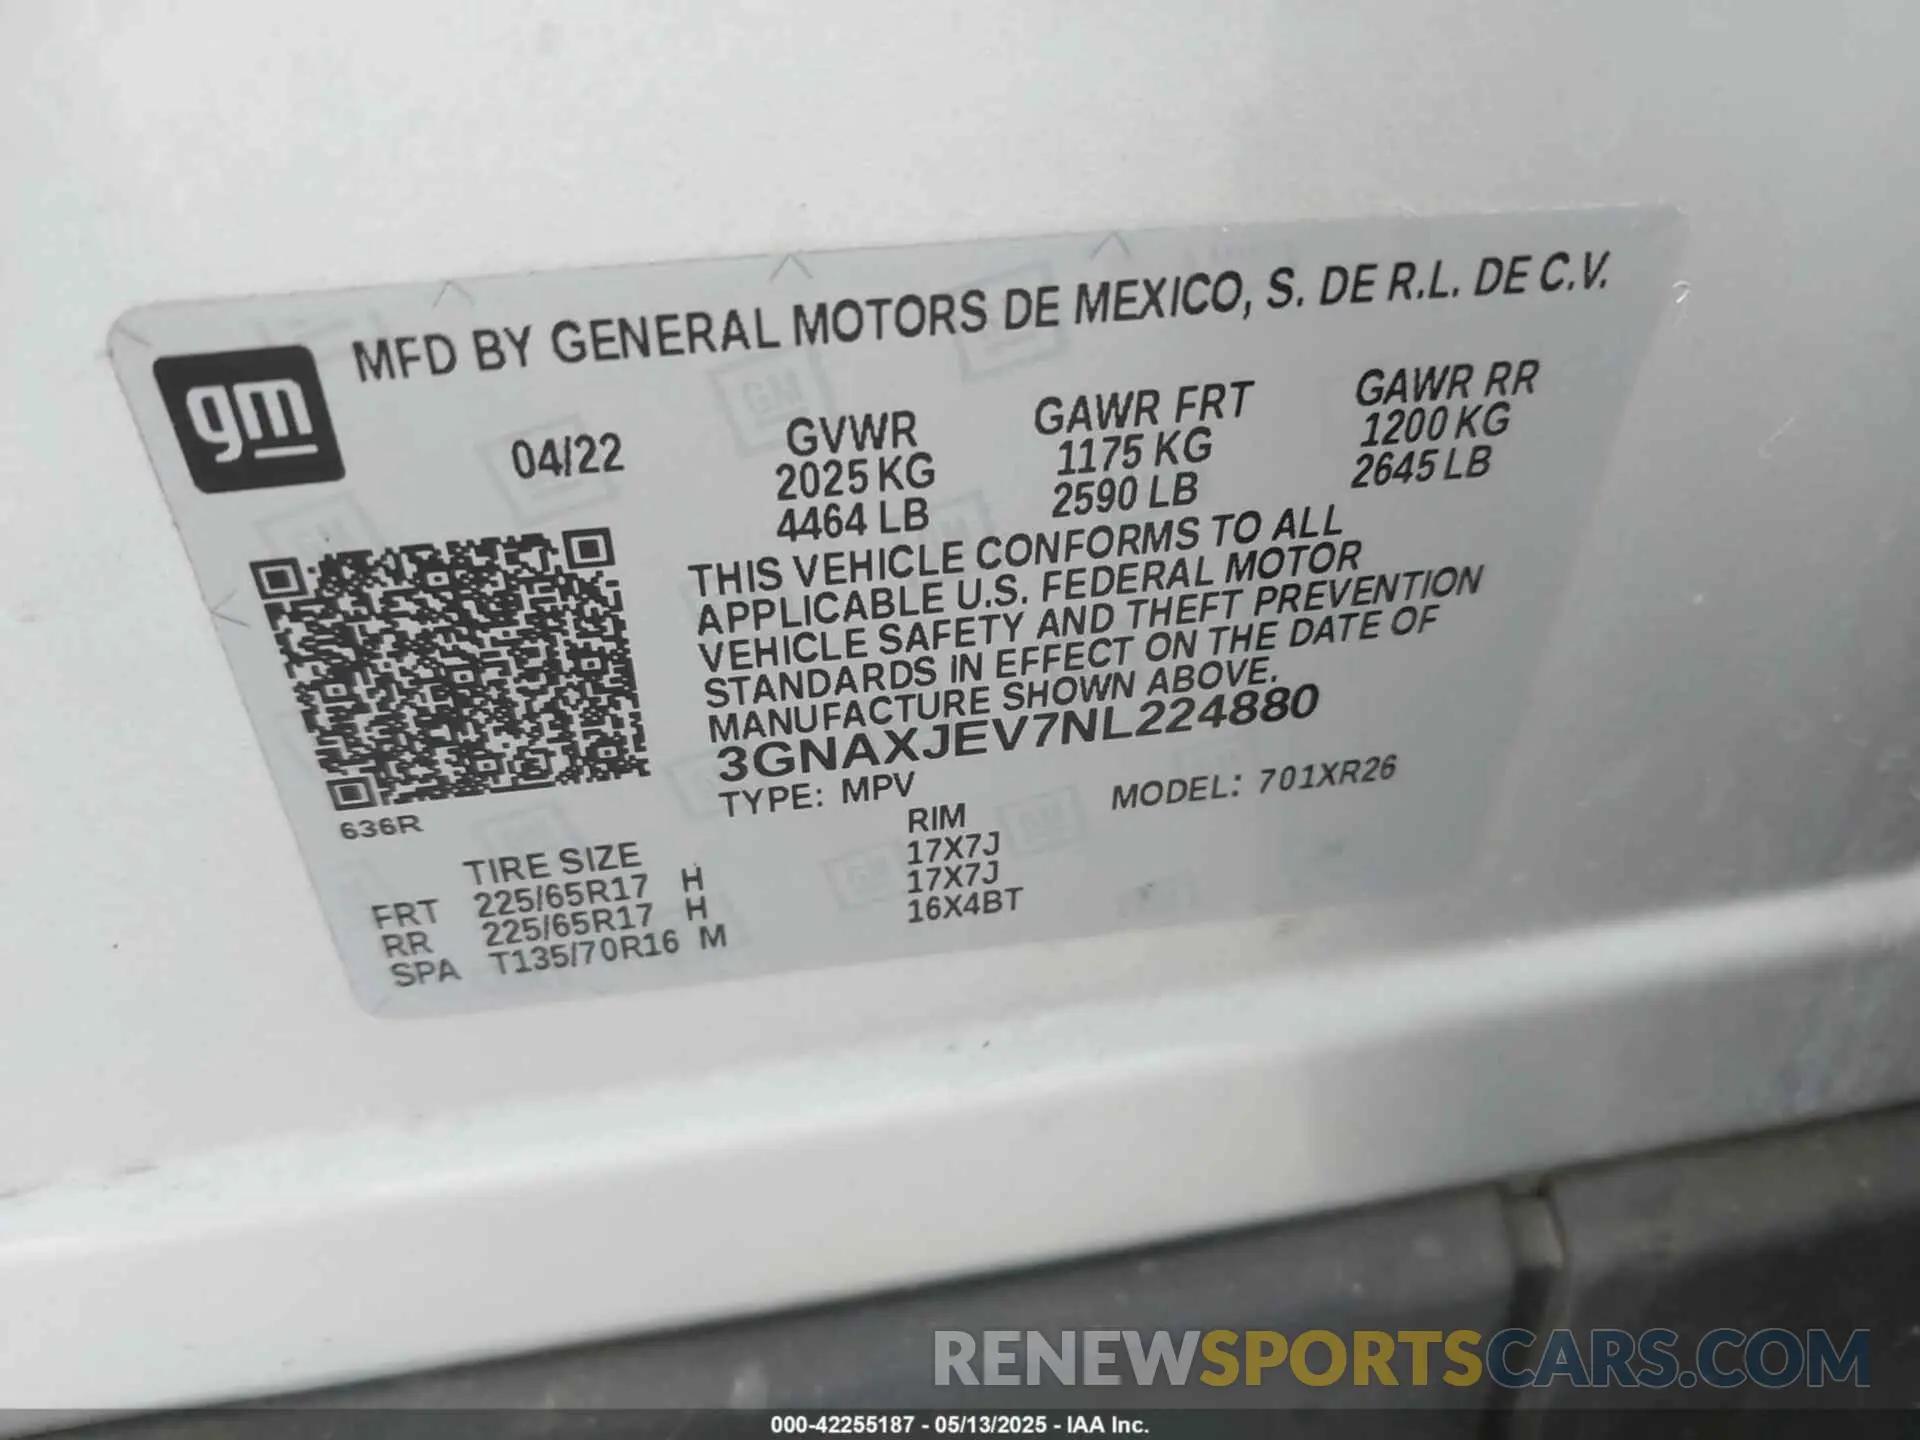 MFD BY GENERAL MOTORS DE MEXICO, S. DE R.L. DE C.V.
gm
04/22
GVWR GAWR FRT GAWR RR
2025 KG 1175 KG 1200 KG
4464 LB 2590 LB 2645 LB
THIS VEHICLE CONFORMS TO ALL
APPLICABLE U.S. FEDERAL MOTOR
VEHICLE SAFETY AND THEFT PREVENTION
STANDARDS IN EFFECT ON THE DATE OF
MANUFACTURE SHOWN ABOVE.
3GNAXJEV7NL224880
TYPE: MPV MODEL: 701XR26
636R
TIRE SIZE RIM
FRT 225/65R17 H 17X7J
RR 225/65R17 H 17X7J
SPA T135/70R16 M 16X4BT
RENEWSPORTSCARS.COM
000-42255187 - 05/13/2025 - IAA Inc.